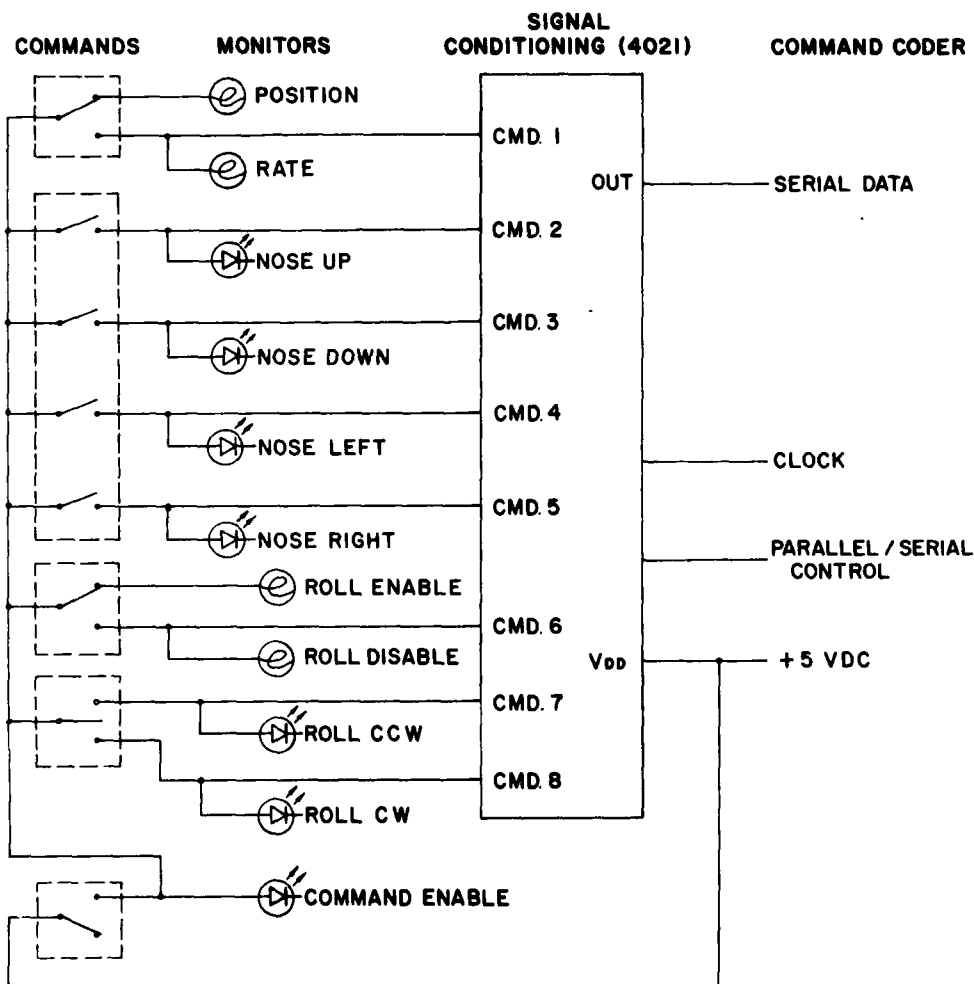 COMMANDS
MONITORS
SIGNAL
CONDITIONING (4021)
COMMAND CODER
POSITION
CMD. 1
RATE
OUT
SERIAL DATA
CMD. 2
NOSE UP
CMD. 3
NOSE DOWN
CMD. 4
NOSE LEFT
CLOCK
CMD. 5
NOSE RIGHT
PARALLEL / SERIAL
CONTROL
ROLL ENABLE
CMD. 6
ROLL DISABLE
VDD
+5 VDC
CMD. 7
ROLL CCW
CMD. 8
ROLL CW
COMMAND ENABLE